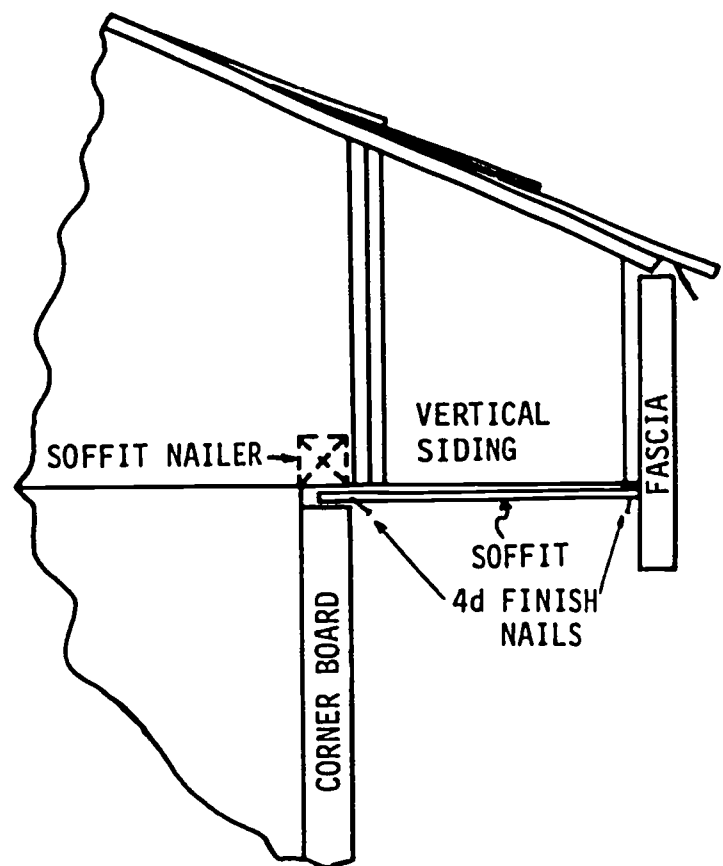 VERTICAL
SIDING
SOFFIT NAILER
FASCIA
SOFFIT
4d FINISH
NAILS
CORNER BOARD